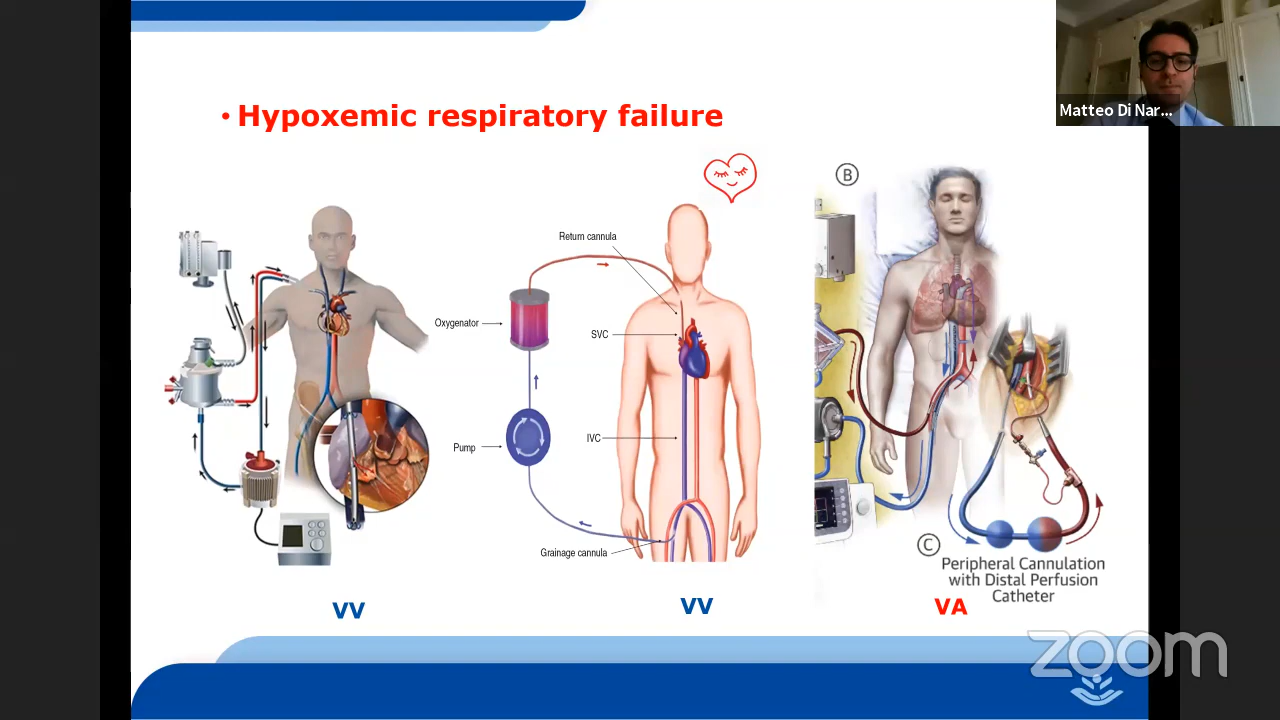 Matteo Di Nar...
• Hypoxemic respiratory failure
B
Return cannula
Oxygenator
SVC
IVC
Pump
Grainage cannula
C
Peripheral Cannulation
with Distal Perfusion
Catheter
VV
VV
VA
zoom